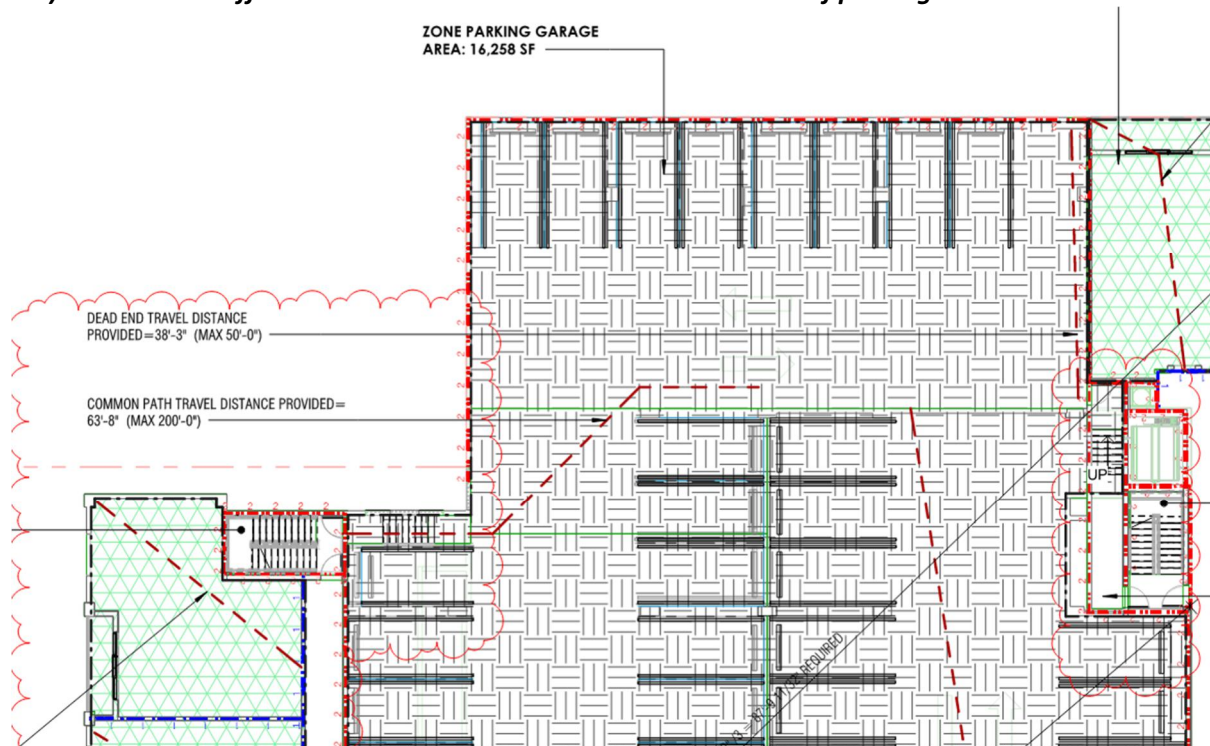 ZONE PARKING GARAGE
AREA: 16,258 SF
DEAD END TRAVEL DISTANCE
PROVIDED=38'-3" (MAX 50'-0")
COMMON PATH TRAVEL DISTANCE PROVIDED=
63'-8" (MAX 200'-0")
UP
REQUIRED